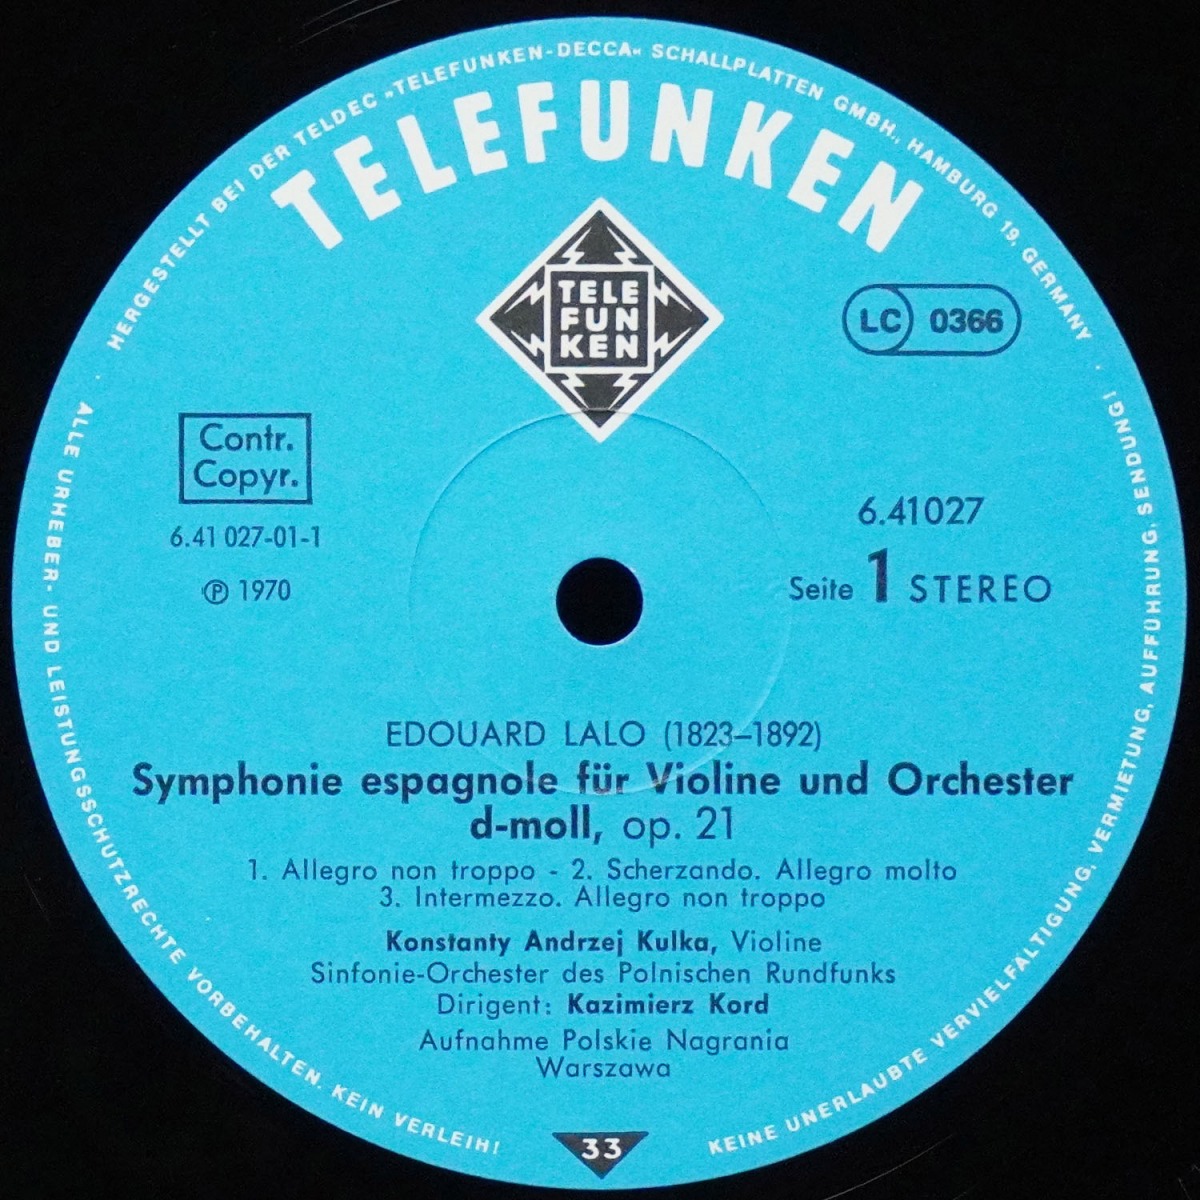 HERGESTELLT BEI DER TELDEC »TELEFUNKEN-DECCA« SCHALLPLATTEN GMBH., HAMBURG 19, GERMANY ·
TELEFUNKEN
TELE
FUN
KEN
LC 0366
Contr.
Copyr.
6.41 027-01-1
℗ 1970
6.41027
Seite 1 STEREO
EDOUARD LALO (1823–1892)
Symphonie espagnole für Violine und Orchester
d-moll, op. 21
1. Allegro non troppo - 2. Scherzando. Allegro molto
3. Intermezzo. Allegro non troppo
Konstanty Andrzej Kulka, Violine
Sinfonie-Orchester des Polnischen Rundfunks
Dirigent: Kazimierz Kord
Aufnahme Polskie Nagrania
Warszawa
33
· ALLE URHEBER- UND LEISTUNGSSCHUTZRECHTE VORBEHALTEN. KEIN VERLEIH!
KEINE UNERLAUBTE VERVIELFÄLTIGUNG, VERMIETUNG, AUFFÜHRUNG, SENDUNG!